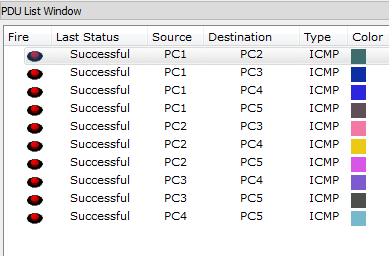 PDU List Window
Fire Last Status Source Destination Type Color
Successful PC1 PC2 ICMP
Successful PC1 PC3 ICMP
Successful PC1 PC4 ICMP
Successful PC1 PC5 ICMP
Successful PC2 PC3 ICMP
Successful PC2 PC4 ICMP
Successful PC2 PC5 ICMP
Successful PC3 PC4 ICMP
Successful PC3 PC5 ICMP
Successful PC4 PC5 ICMP